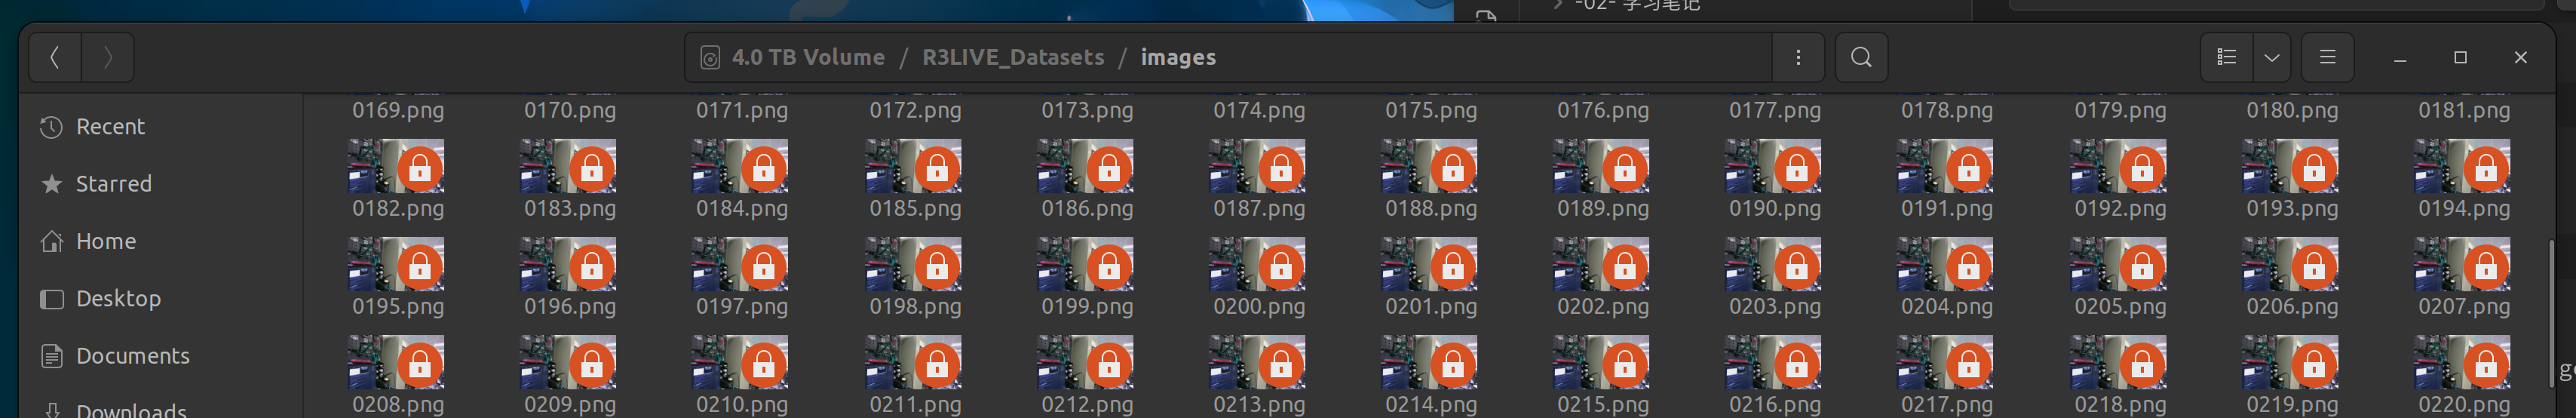 -02- 学习笔记
4.0 TB Volume / R3LIVE_Datasets / images
Recent
Starred
Home
Desktop
Documents
Downloads
0169.png 0170.png 0171.png 0172.png 0173.png 0174.png 0175.png 0176.png 0177.png 0178.png 0179.png 0180.png 0181.png
0182.png 0183.png 0184.png 0185.png 0186.png 0187.png 0188.png 0189.png 0190.png 0191.png 0192.png 0193.png 0194.png
0195.png 0196.png 0197.png 0198.png 0199.png 0200.png 0201.png 0202.png 0203.png 0204.png 0205.png 0206.png 0207.png
0208.png 0209.png 0210.png 0211.png 0212.png 0213.png 0214.png 0215.png 0216.png 0217.png 0218.png 0219.png 0220.png